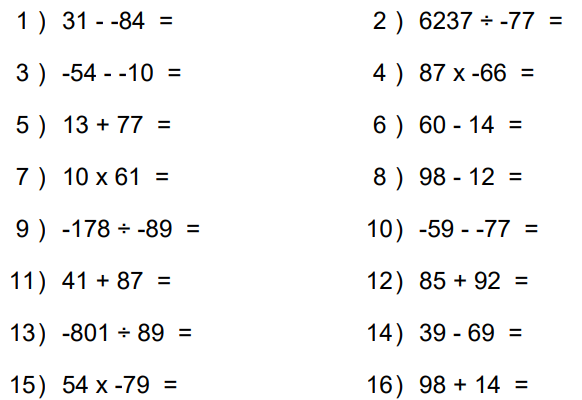 1 ) 31 - -84 =
2 ) 6237 ÷ -77 =
3 ) -54 - -10 =
4 ) 87 x -66 =
5 ) 13 + 77 =
6 ) 60 - 14 =
7 ) 10 x 61 =
8 ) 98 - 12 =
9 ) -178 ÷ -89 =
10) -59 - -77 =
11) 41 + 87 =
12) 85 + 92 =
13) -801 ÷ 89 =
14) 39 - 69 =
15) 54 x -79 =
16) 98 + 14 =